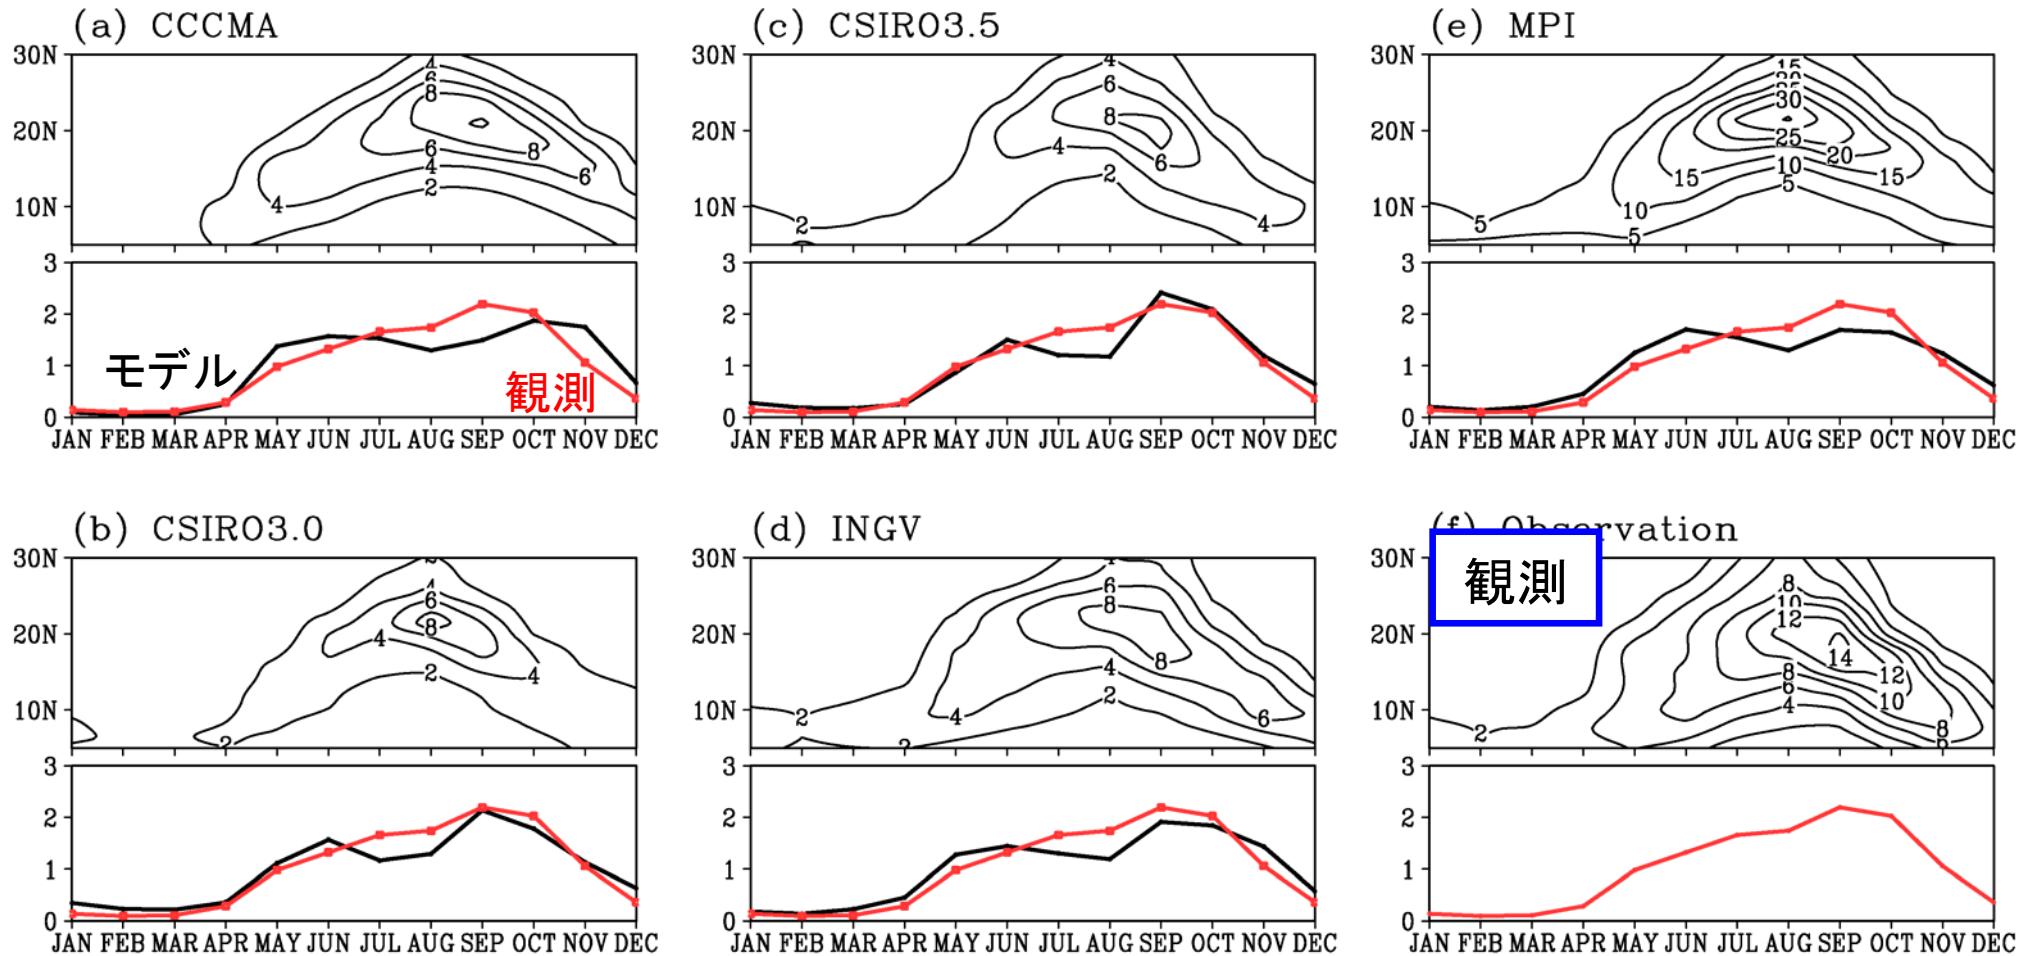 (a) CCCMA
30N
20N
10N
4
6
8
6
4
2
4
8
6
3
2
1
0
モデル
観測
JAN FEB MAR APR MAY JUN JUL AUG SEP OCT NOV DEC
(c) CSIRO3.5
30N
20N
10N
4
6
8
4
6
2
2
4
3
2
1
0
JAN FEB MAR APR MAY JUN JUL AUG SEP OCT NOV DEC
(e) MPI
30N
20N
10N
15
30
25
20
15
10
15
5
10
5
5
3
2
1
0
JAN FEB MAR APR MAY JUN JUL AUG SEP OCT NOV DEC
(b) CSIRO3.0
30N
20N
10N
2
4
6
8
4
2
4
2
3
2
1
0
JAN FEB MAR APR MAY JUN JUL AUG SEP OCT NOV DEC
(d) INGV
30N
20N
10N
4
6
8
8
4
2
2
4
6
2
3
2
1
0
JAN FEB MAR APR MAY JUN JUL AUG SEP OCT NOV DEC
(f) Observation
観測
30N
20N
10N
8
10
12
14
8
12
6
10
4
2
8
6
3
2
1
0
JAN FEB MAR APR MAY JUN JUL AUG SEP OCT NOV DEC